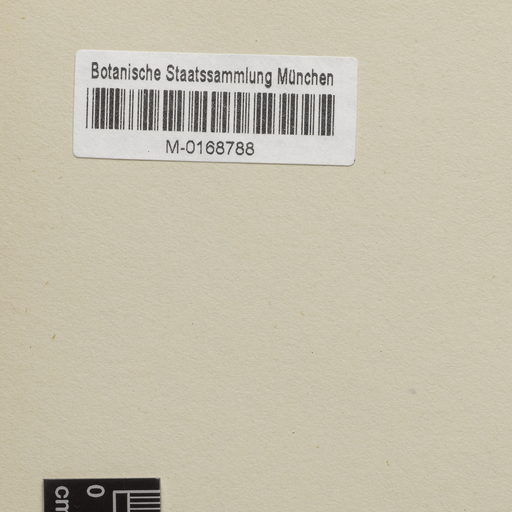 Botanische Staatssammlung München
M-0168788
0
cm